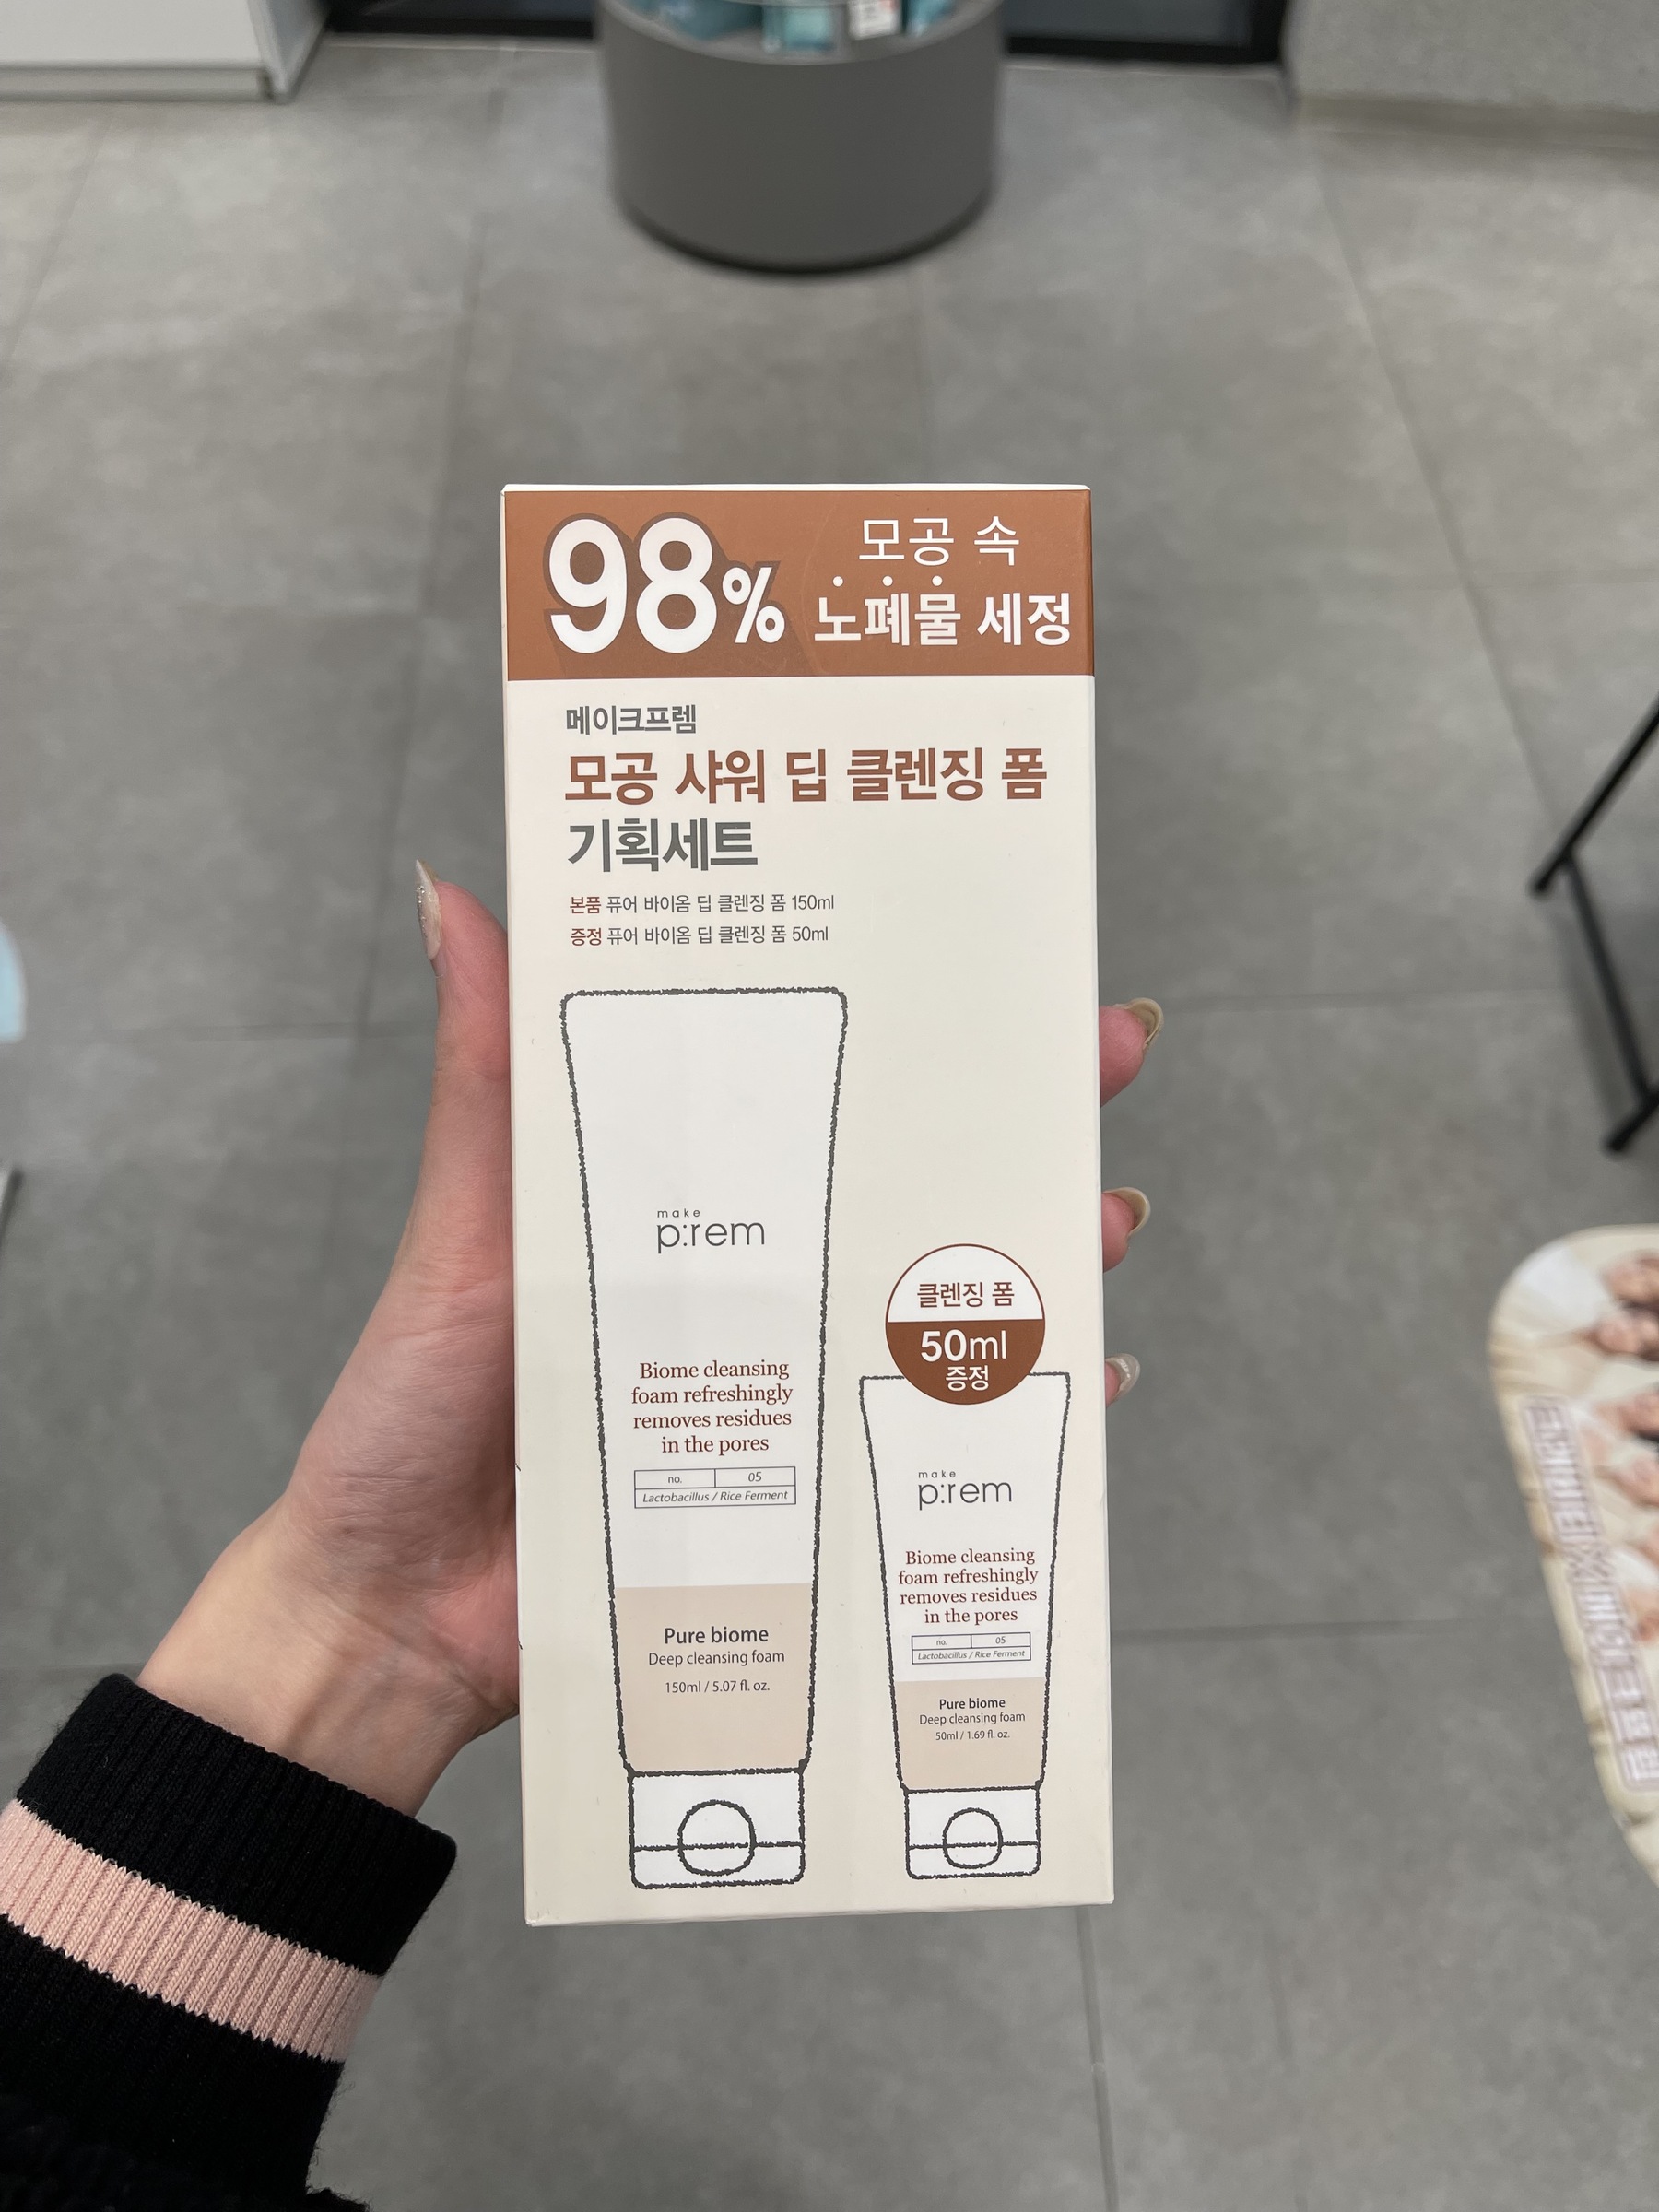 98% 모공 속
노폐물 세정
메이크프렘
모공 샤워 딥 클렌징 폼
기획세트
본품 퓨어 바이옴 딥 클렌징 폼 150ml
증정 퓨어 바이옴 딥 클렌징 폼 50ml
make
p:rem
Biome cleansing
foam refreshingly
removes residues
in the pores
no. 05
Lactobacillus / Rice Ferment
Pure biome
Deep cleansing foam
150ml / 5.07 fl. oz.
클렌징 폼
50ml
증정
make
p:rem
Biome cleansing
foam refreshingly
removes residues
in the pores
no. 05
Lactobacillus / Rice Ferment
Pure biome
Deep cleansing foam
50ml / 1.69 fl. oz.